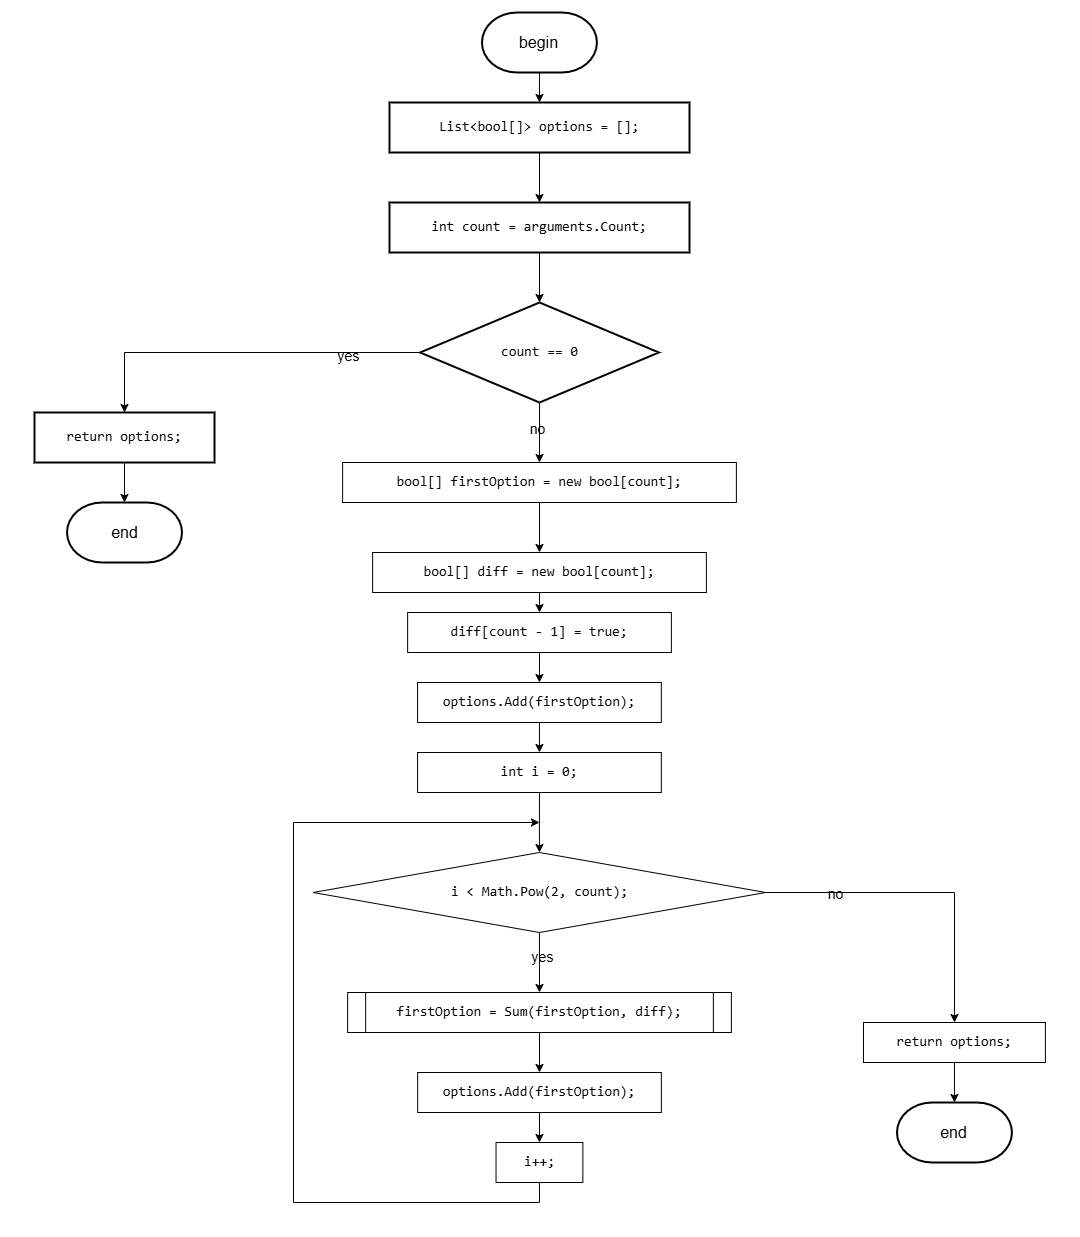 begin
List<bool[]> options = [];
int count = arguments.Count;
count == 0
yes
return options;
end
no
bool[] firstOption = new bool[count];
bool[] diff = new bool[count];
diff[count - 1] = true;
options.Add(firstOption);
int i = 0;
i < Math.Pow(2, count);
no
yes
firstOption = Sum(firstOption, diff);
options.Add(firstOption);
i++;
return options;
end